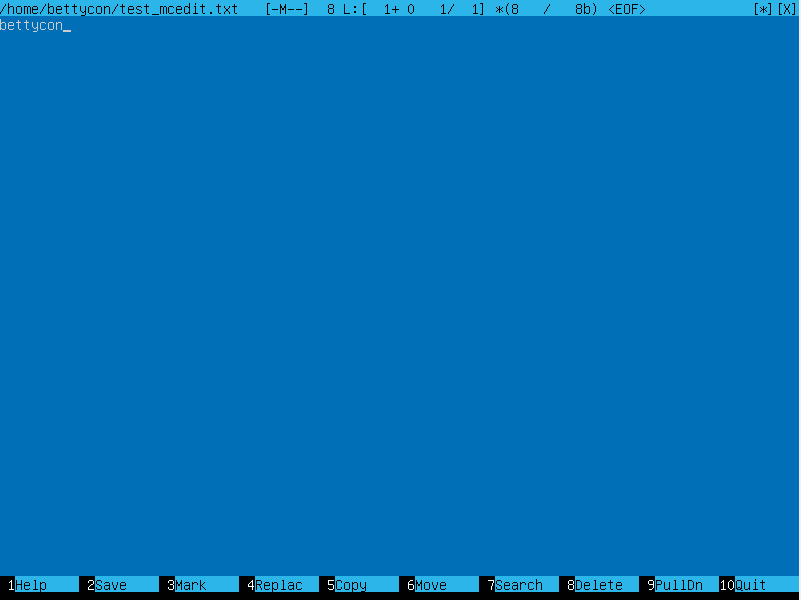 /home/bettycon/test_mcedit.txt   [-M--]  8 L:[  1+ 0   1/  1] *(8   /   8b) <EOF>   [*][X]
bettycon_
1Help 2Save 3Mark 4Replac 5Copy 6Move 7Search 8Delete 9PullDn 10Quit